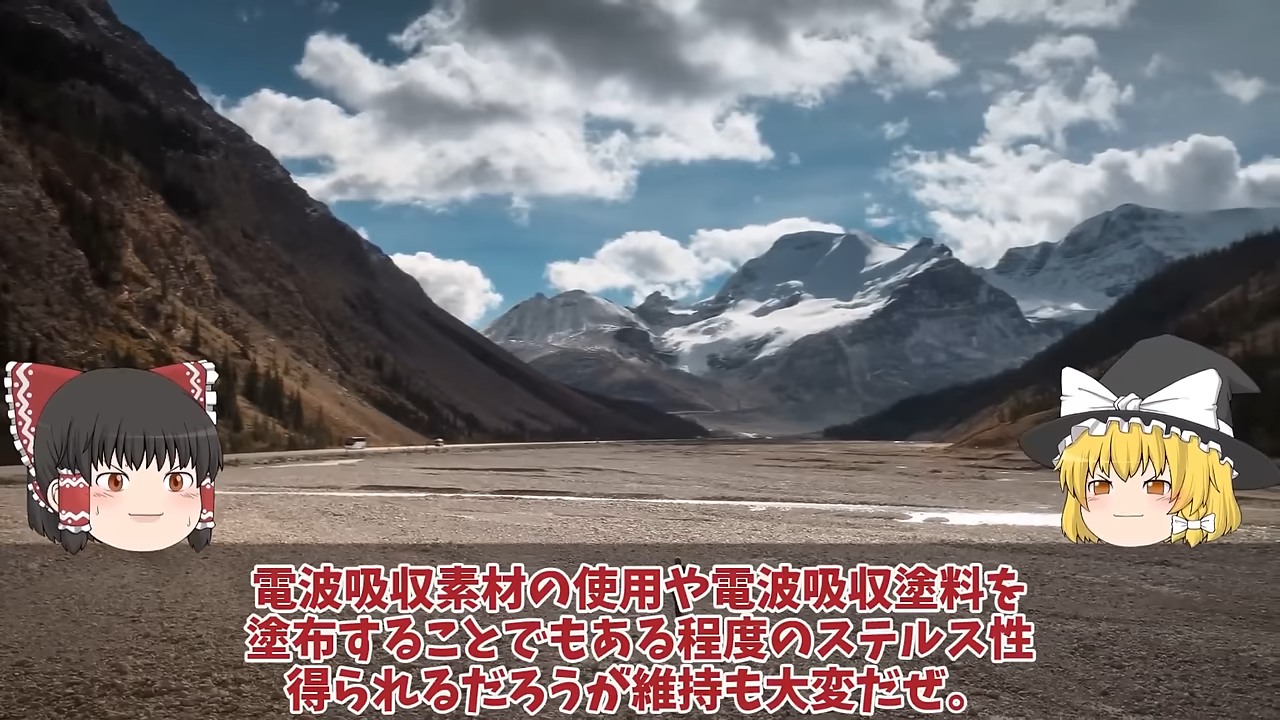 電波吸収素材の使用や電波吸収塗料を
塗布することでもある程度のステルス性
得られるだろうが維持も大変だぜ。